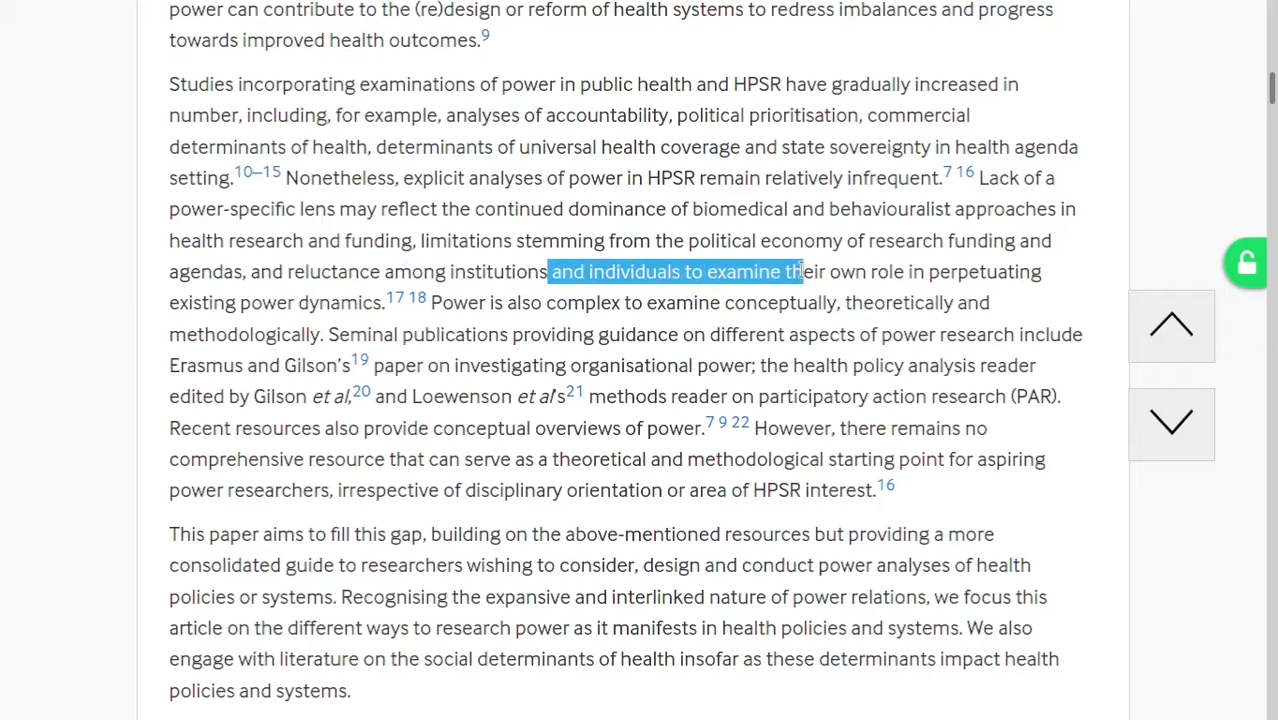 power can contribute to the (re)design or reform of health systems to redress imbalances and progress
towards improved health outcomes.9
Studies incorporating examinations of power in public health and HPSR have gradually increased in
number, including, for example, analyses of accountability, political prioritisation, commercial
determinants of health, determinants of universal health coverage and state sovereignty in health agenda
setting.10–15 Nonetheless, explicit analyses of power in HPSR remain relatively infrequent.7 16 Lack of a
power-specific lens may reflect the continued dominance of biomedical and behaviouralist approaches in
health research and funding, limitations stemming from the political economy of research funding and
agendas, and reluctance among institutions and individuals to examine their own role in perpetuating
existing power dynamics.17 18 Power is also complex to examine conceptually, theoretically and
methodologically. Seminal publications providing guidance on different aspects of power research include
Erasmus and Gilson’s19 paper on investigating organisational power; the health policy analysis reader
edited by Gilson et al,20 and Loewenson et al’s21 methods reader on participatory action research (PAR).
Recent resources also provide conceptual overviews of power.7 9 22 However, there remains no
comprehensive resource that can serve as a theoretical and methodological starting point for aspiring
power researchers, irrespective of disciplinary orientation or area of HPSR interest.16
This paper aims to fill this gap, building on the above-mentioned resources but providing a more
consolidated guide to researchers wishing to consider, design and conduct power analyses of health
policies or systems. Recognising the expansive and interlinked nature of power relations, we focus this
article on the different ways to research power as it manifests in health policies and systems. We also
engage with literature on the social determinants of health insofar as these determinants impact health
policies and systems.